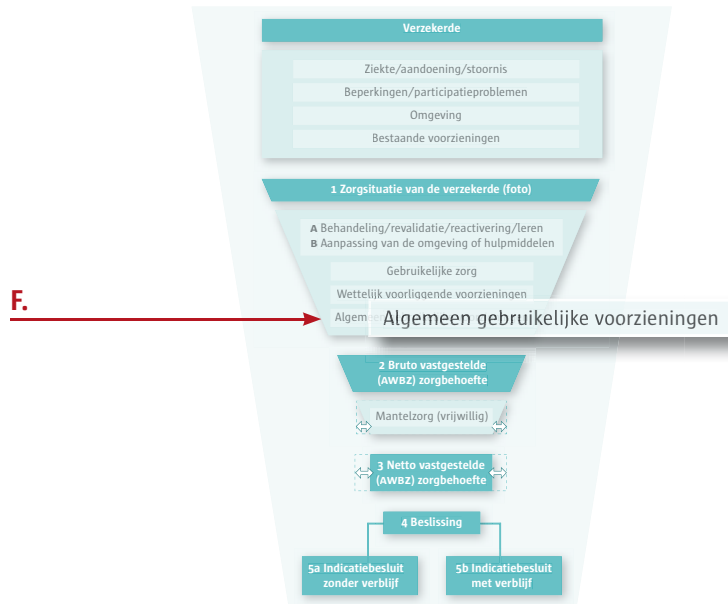 Verzekerde
Ziekte/aandoening/stoornis
Beperkingen/participatieproblemen
Omgeving
Bestaande voorzieningen
1 Zorgsituatie van de verzekerde (foto)
A Behandeling/revalidatie/reactivering/leren
B Aanpassing van de omgeving of hulpmiddelen
Gebruikelijke zorg
Wettelijk voorliggende voorzieningen
F.
Algemeen gebruikelijke voorzieningen
2 Bruto vastgestelde
(AWBZ) zorgbehoefte
Mantelzorg (vrijwillig)
3 Netto vastgestelde
(AWBZ) zorgbehoefte
4 Beslissing
5a Indicatiebesluit
zonder verblijf
5b Indicatiebesluit
met verblijf